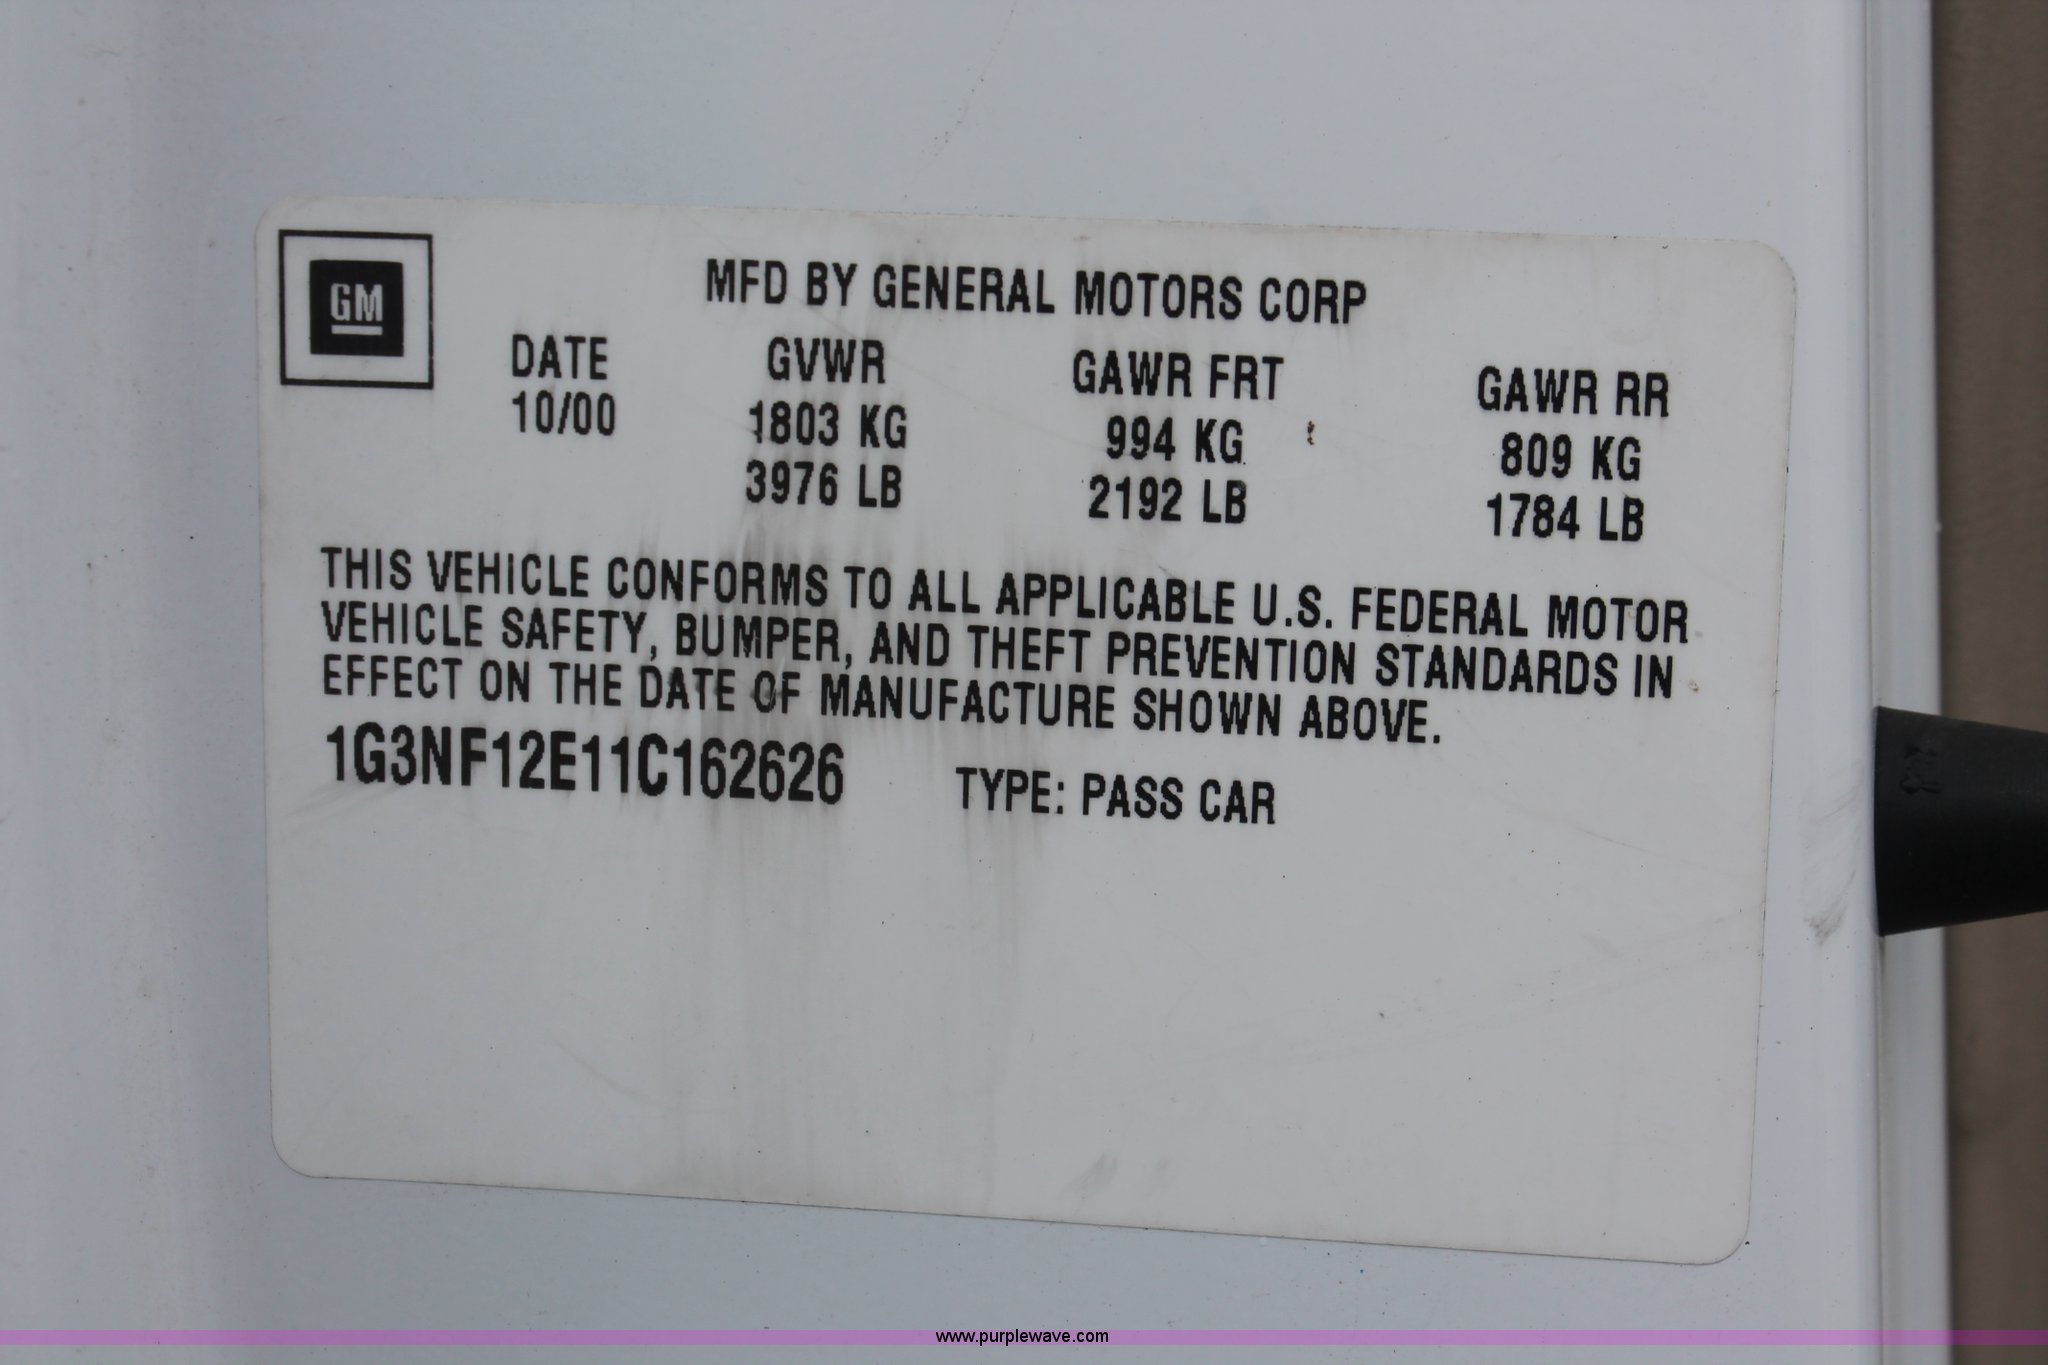 GM
MFD BY GENERAL MOTORS CORP
DATE GVWR GAWR FRT GAWR RR
10/00 1803 KG 994 KG 809 KG
3976 LB 2192 LB 1784 LB
THIS VEHICLE CONFORMS TO ALL APPLICABLE U.S. FEDERAL MOTOR
VEHICLE SAFETY, BUMPER, AND THEFT PREVENTION STANDARDS IN
EFFECT ON THE DATE OF MANUFACTURE SHOWN ABOVE.
1G3NF12E11C162626 TYPE: PASS CAR
www.purplewave.com